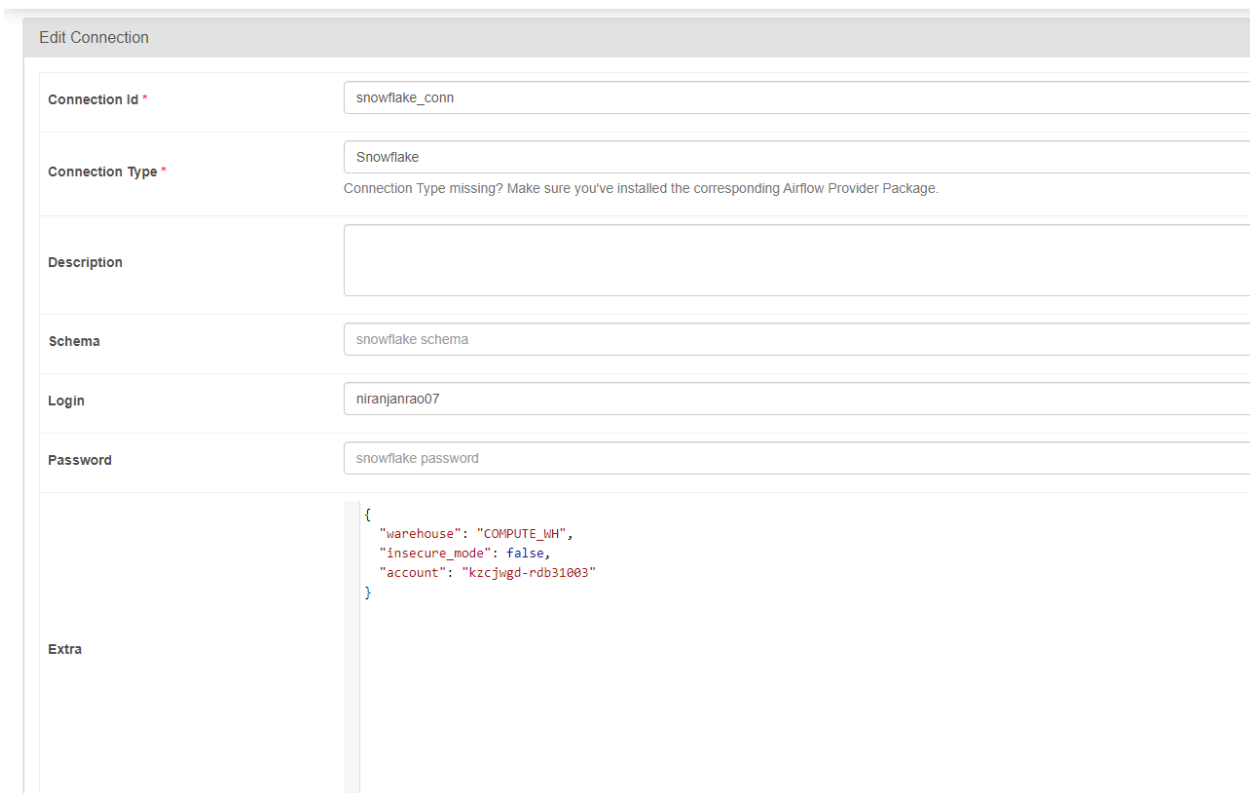 Edit Connection
Connection Id *
snowflake_conn
Connection Type *
Snowflake
Connection Type missing? Make sure you've installed the corresponding Airflow Provider Package.
Description
Schema
snowflake schema
Login
niranjanrao07
Password
snowflake password
Extra
{
"warehouse": "COMPUTE_WH",
"insecure_mode": false,
"account": "kzcjwgd-rdb31003"
}